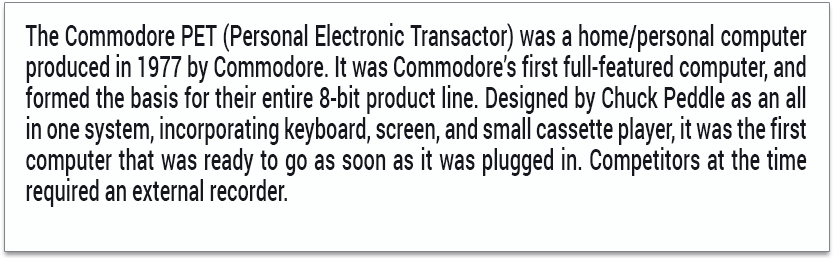 The Commodore PET (Personal Electronic Transactor) was a home/personal computer
produced in 1977 by Commodore. It was Commodore's first full-featured computer, and
formed the basis for their entire 8-bit product line. Designed by Chuck Peddle as an all
in one system, incorporating keyboard, screen, and small cassette player, it was the first
computer that was ready to go as soon as it was plugged in. Competitors at the time
required an external recorder.